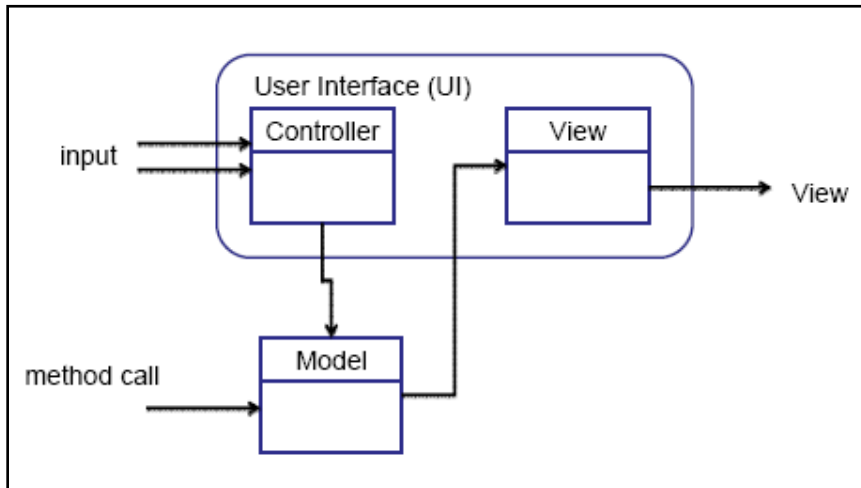 User Interface (UI)
Controller
View
input
View
Model
method call